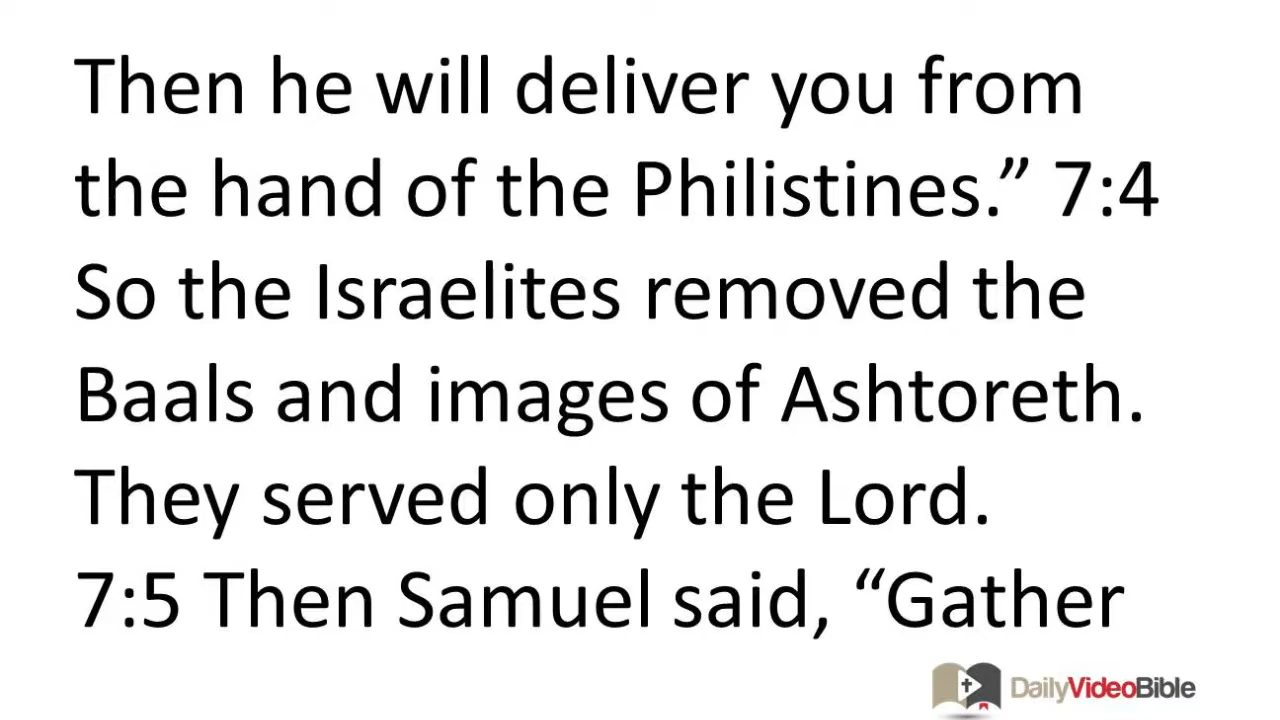 Then he will deliver you from
the hand of the Philistines.” 7:4
So the Israelites removed the
Baals and images of Ashtoreth.
They served only the Lord.
7:5 Then Samuel said, “Gather
DailyVideoBible